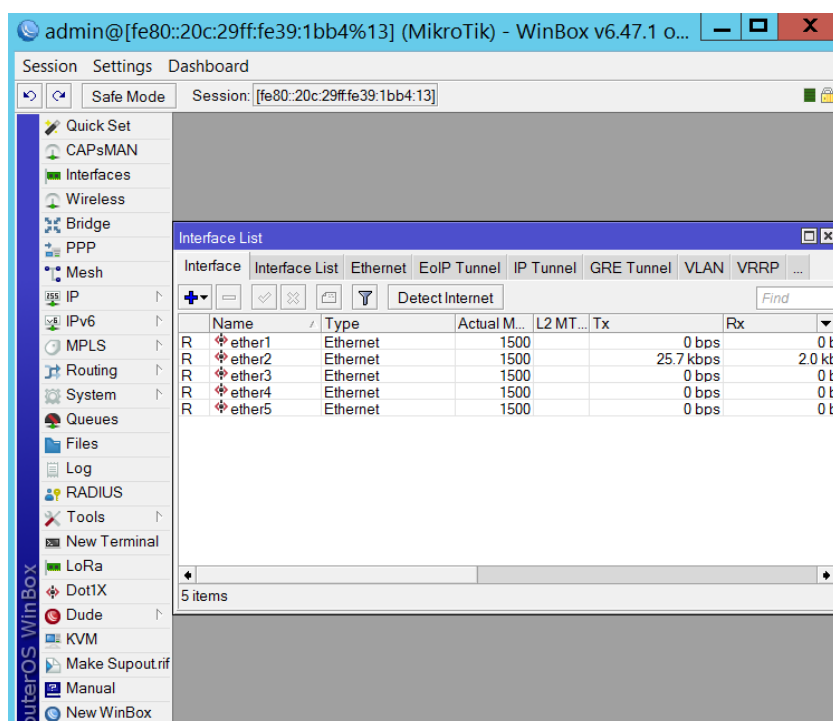 admin@[fe80::20c:29ff:fe39:1bb4%13] (MikroTik) - WinBox v6.47.1 o...
Session Settings Dashboard
Safe Mode Session: [fe80::20c:29ff:fe39:1bb4:13]
Quick Set
CAPsMAN
Interfaces
Wireless
Bridge
PPP
Mesh
IP
IPv6
MPLS
Routing
System
Queues
Files
Log
RADIUS
Tools
New Terminal
LoRa
Dot1X
Dude
KVM
Make Supout.rif
Manual
New WinBox
outerOS WinBox
Interface List
Interface Interface List Ethernet EoIP Tunnel IP Tunnel GRE Tunnel VLAN VRRP ...
Detect Internet Find
Name Type Actual M... L2 MT... Tx Rx
R ether1 Ethernet 1500 0 bps 0 b
R ether2 Ethernet 1500 25.7 kbps 2.0 kb
R ether3 Ethernet 1500 0 bps 0 b
R ether4 Ethernet 1500 0 bps 0 b
R ether5 Ethernet 1500 0 bps 0 b
5 items